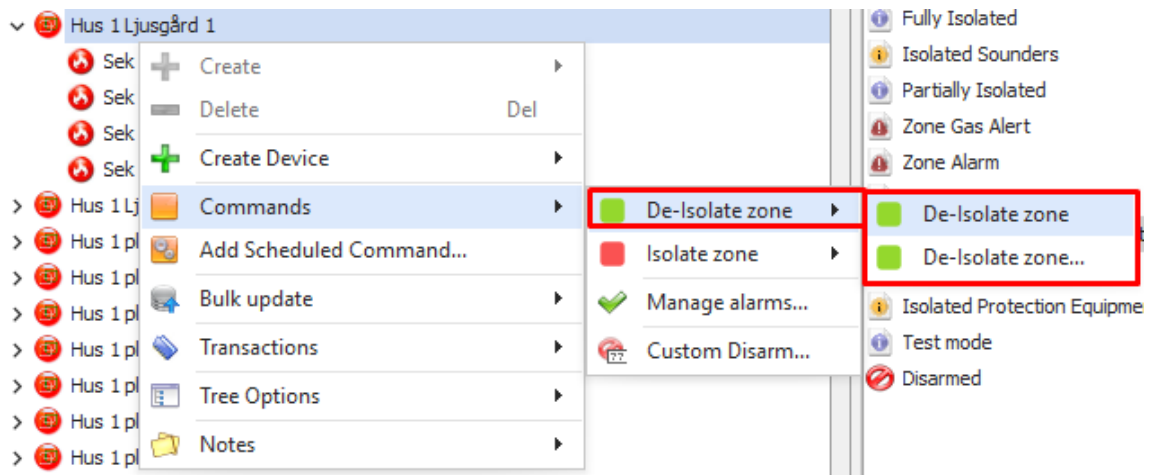 Hus 1 Ljusgård 1
Sek
Sek
Sek
Sek
Hus 1 Lj
Hus 1 pl
Hus 1 pl
Hus 1 pl
Hus 1 pl
Hus 1 pl
Hus 1 pl
Hus 1 pl
Create
Delete Del
Create Device
Commands
Add Scheduled Command...
Bulk update
Transactions
Tree Options
Notes
De-Isolate zone
Isolate zone
Manage alarms...
Custom Disarm...
De-Isolate zone
De-Isolate zone...
Fully Isolated
Isolated Sounders
Partially Isolated
Zone Gas Alert
Zone Alarm
Isolated Protection Equipme
Test mode
Disarmed